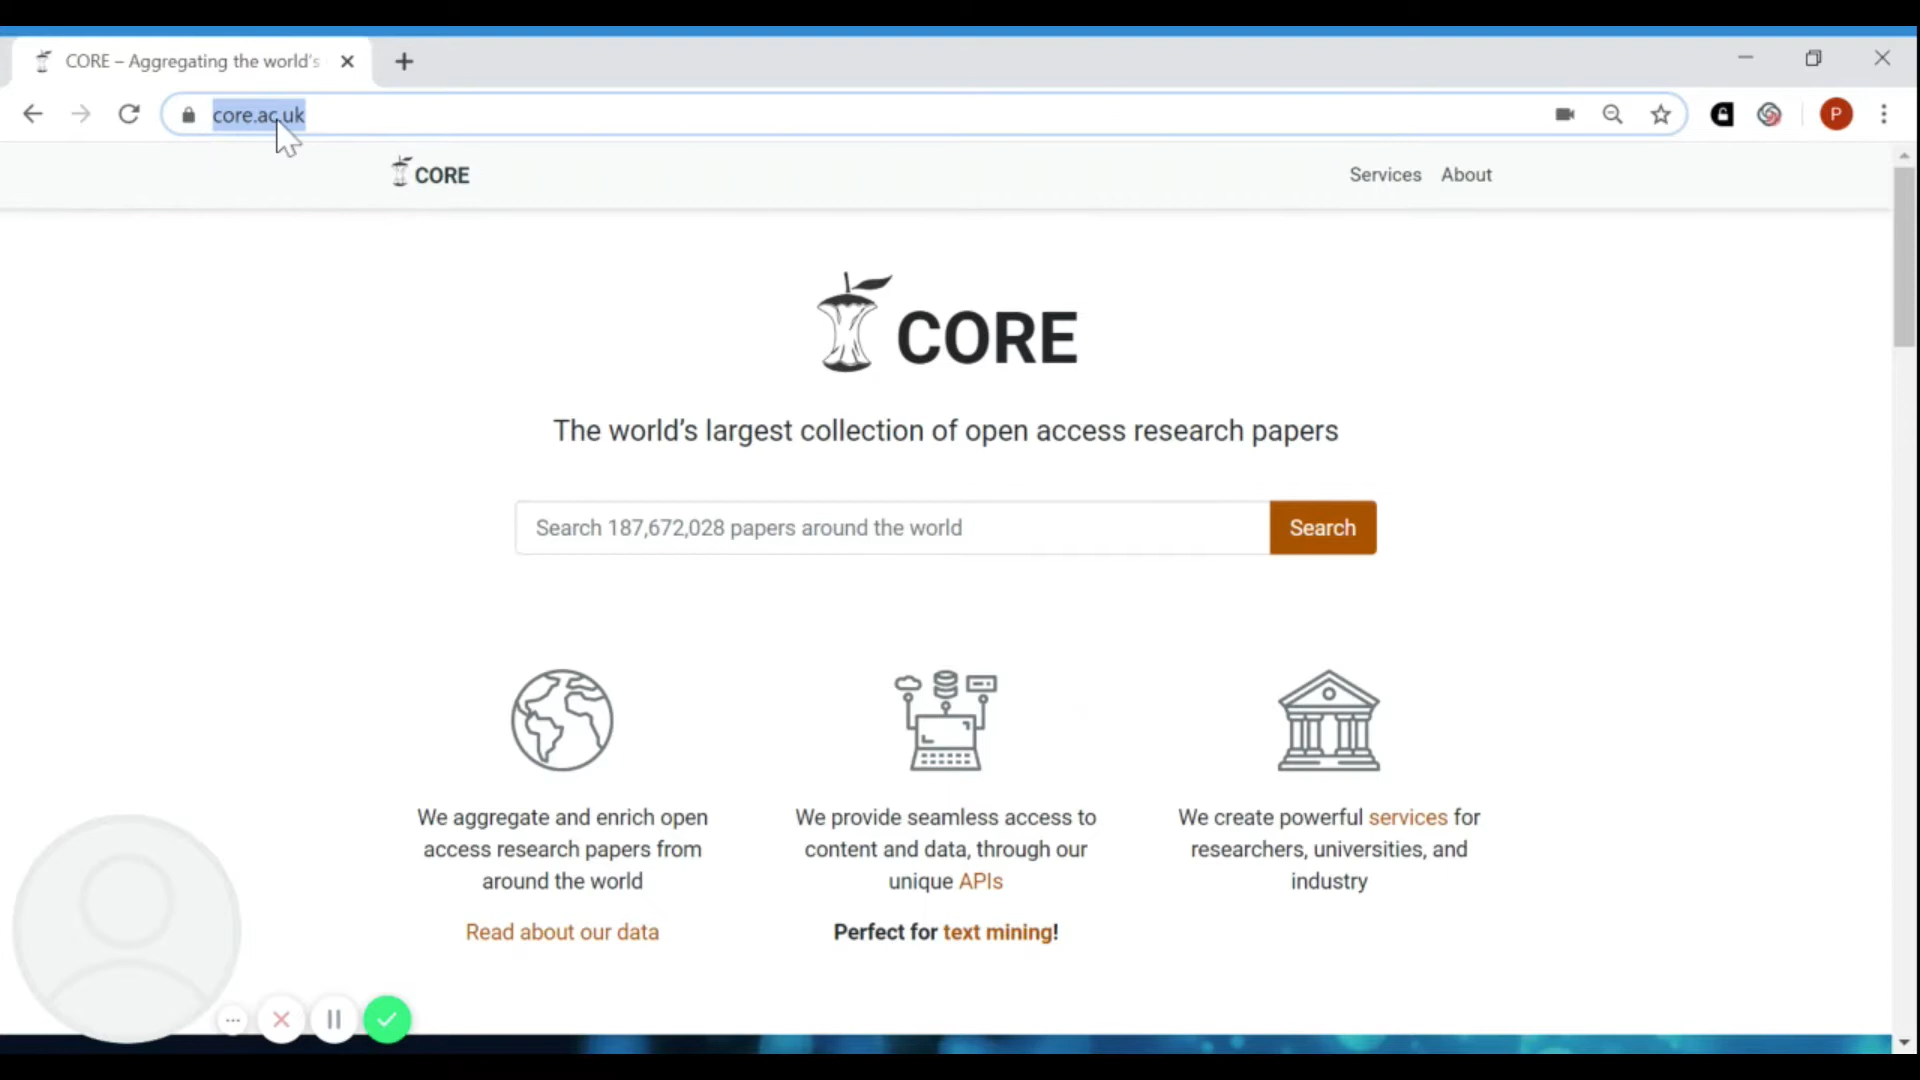 CORE – Aggregating the world's
core.ac.uk
P
CORE
Services About
CORE
The world's largest collection of open access research papers
Search 187,672,028 papers around the world
Search
We aggregate and enrich open
access research papers from
around the world
Read about our data
We provide seamless access to
content and data, through our
unique APIs
Perfect for text mining!
We create powerful services for
researchers, universities, and
industry